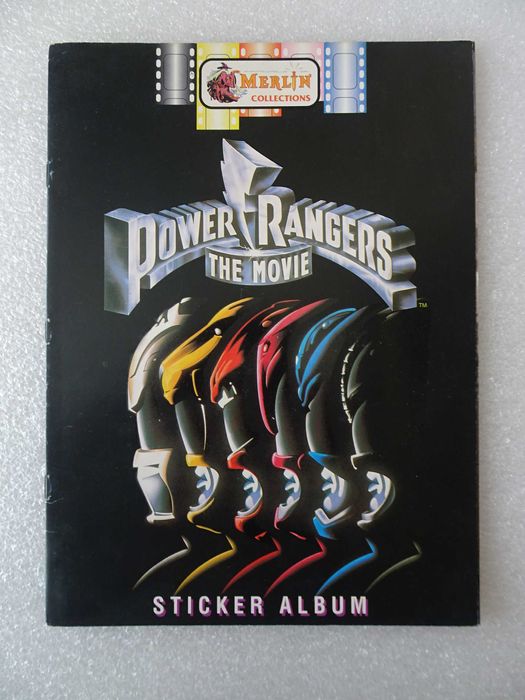 MERLIN
COLLECTIONS
POWER RANGERS
THE MOVIE
TM
STICKER ALBUM